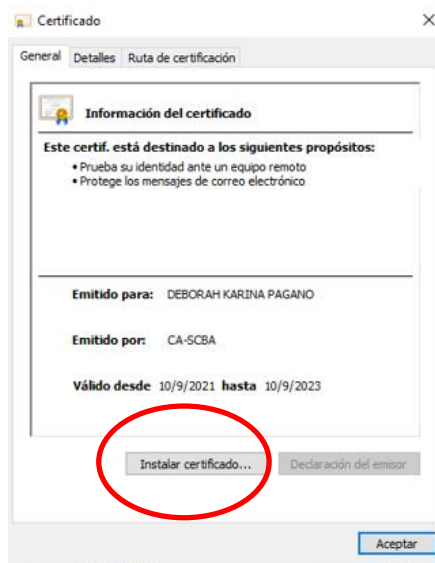 Certificado
General Detalles Ruta de certificación
Información del certificado
Este certif. está destinado a los siguientes propósitos:
• Prueba su identidad ante un equipo remoto
• Protege los mensajes de correo electrónico
Emitido para: DEBORAH KARINA PAGANO
Emitido por: CA-SCBA
Válido desde 10/9/2021 hasta 10/9/2023
Instalar certificado... Declaración del emisor
Aceptar